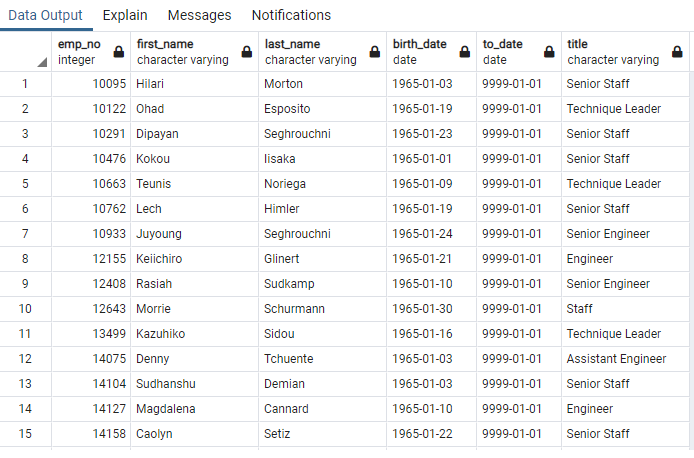 Data Output Explain Messages Notifications
emp_no first_name last_name birth_date to_date title
integer character varying character varying date date character varying
1 10095 Hilari Morton 1965-01-03 9999-01-01 Senior Staff
2 10122 Ohad Esposito 1965-01-19 9999-01-01 Technique Leader
3 10291 Dipayan Seghrouchni 1965-01-23 9999-01-01 Senior Staff
4 10476 Kokou Iisaka 1965-01-01 9999-01-01 Senior Staff
5 10663 Teunis Noriega 1965-01-09 9999-01-01 Technique Leader
6 10762 Lech Himler 1965-01-19 9999-01-01 Senior Staff
7 10933 Juyoung Seghrouchni 1965-01-24 9999-01-01 Senior Engineer
8 12155 Keiichiro Glinert 1965-01-21 9999-01-01 Engineer
9 12408 Rasiah Sudkamp 1965-01-10 9999-01-01 Senior Engineer
10 12643 Morrie Schurmann 1965-01-30 9999-01-01 Staff
11 13499 Kazuhiko Sidou 1965-01-16 9999-01-01 Technique Leader
12 14075 Denny Tchuente 1965-01-03 9999-01-01 Assistant Engineer
13 14104 Sudhanshu Demian 1965-01-03 9999-01-01 Senior Staff
14 14127 Magdalena Cannard 1965-01-10 9999-01-01 Engineer
15 14158 Caolyn Setiz 1965-01-22 9999-01-01 Senior Staff